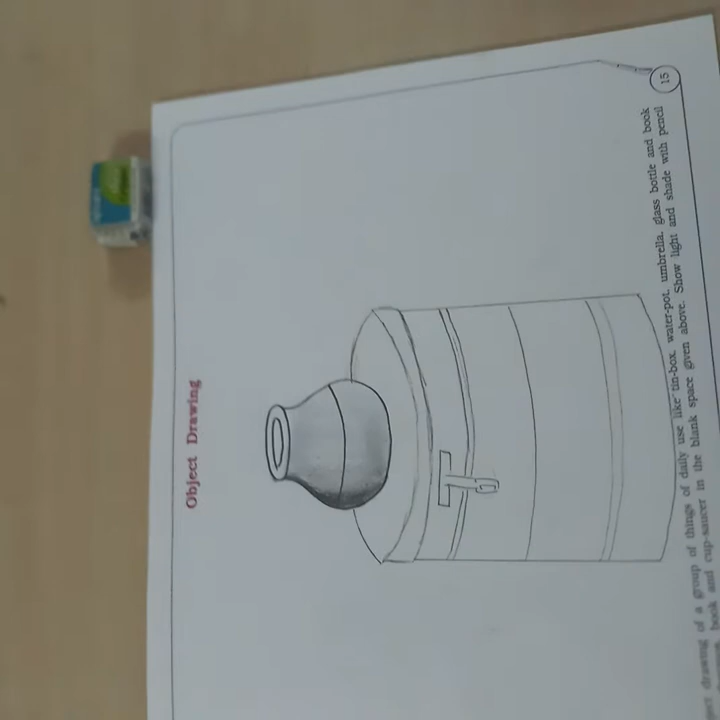 Object Drawing
drawing of a group of things of daily use like tin-box, water-pot, umbrella, glass bottle and book
book and cup-saucer in the blank space given above. Show light and shade with pencil
15